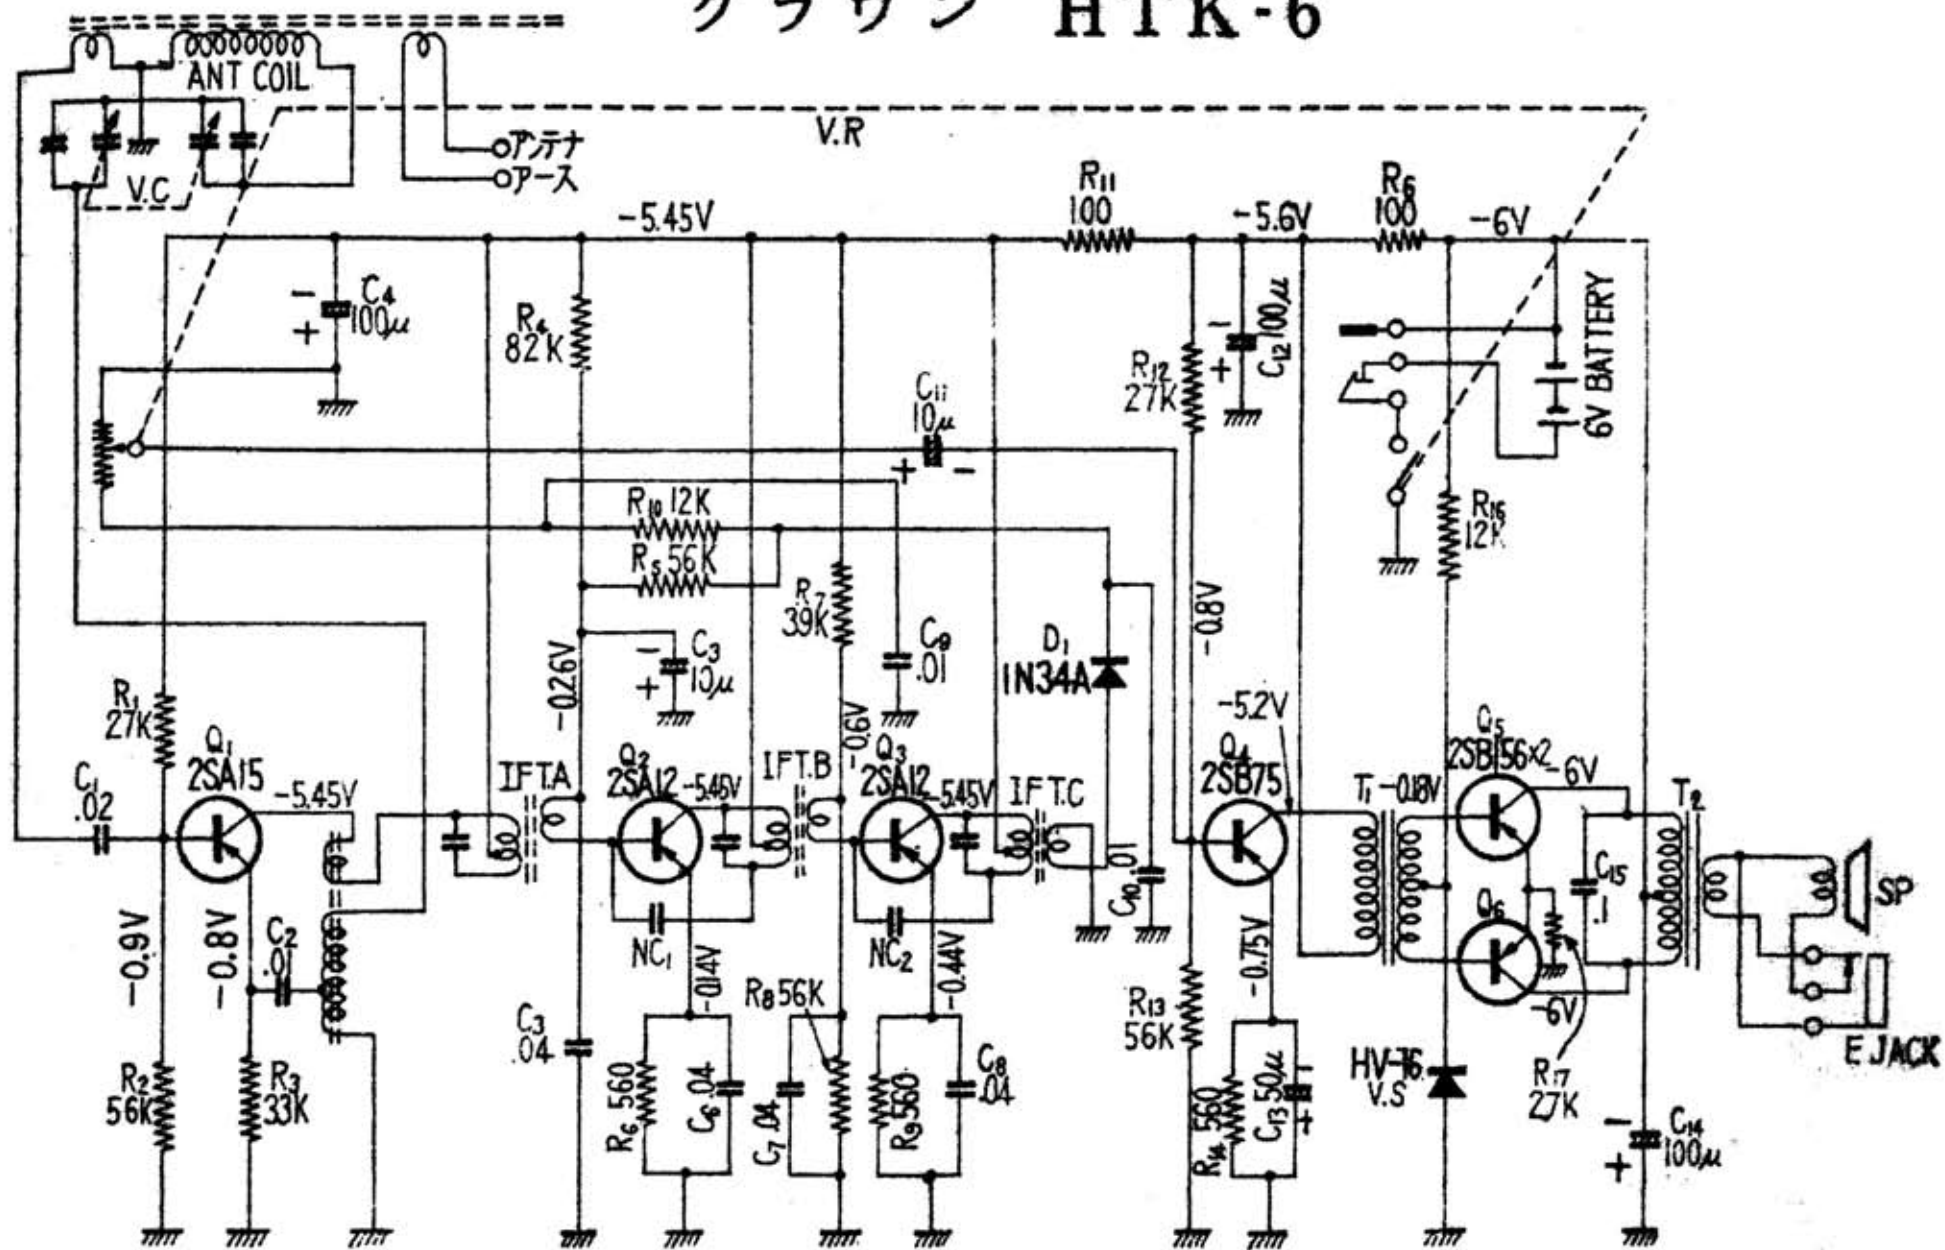 クラウン HTK-6
ANT COIL
アンテナ
アース
V.C
V.R
-5.45V
R11
100
-5.6V
R6
100
-6V
C4
100μ
-
+
R4
82K
C11
10μ
+
-
R12
27K
-
+
C12 100μ
6V BATTERY
R10 12K
R5 56K
R16
12K
R7
39K
-0.26V
-
+
C3
10μ
C9
.01
D1
1N34A
-0.8V
R1
27K
C1
.02
Q1
2SA15
-5.45V
IFT.A
Q2
2SA12
-5.45V
IFT.B
-0.6V
Q3
2SA12
-5.45V
IFT.C
C10 .01
-5.2V
Q4
2SB75
T1
-0.18V
Q5
2SB156×2
-6V
T2
-0.9V
-0.8V
C2
.01
NC1
-0.14V
NC2
-0.44V
-0.75V
Q6
C15
.1
SP
-6V
E.JACK
R2
56K
R3
33K
C3
.04
R6 560
C6 .04
R8 56K
C7 .04
R9 560
C8
.04
R13
56K
R14 560
C13 50μ
-
+
HV-16
V.S
R17
27K
-
+
C14
100μ